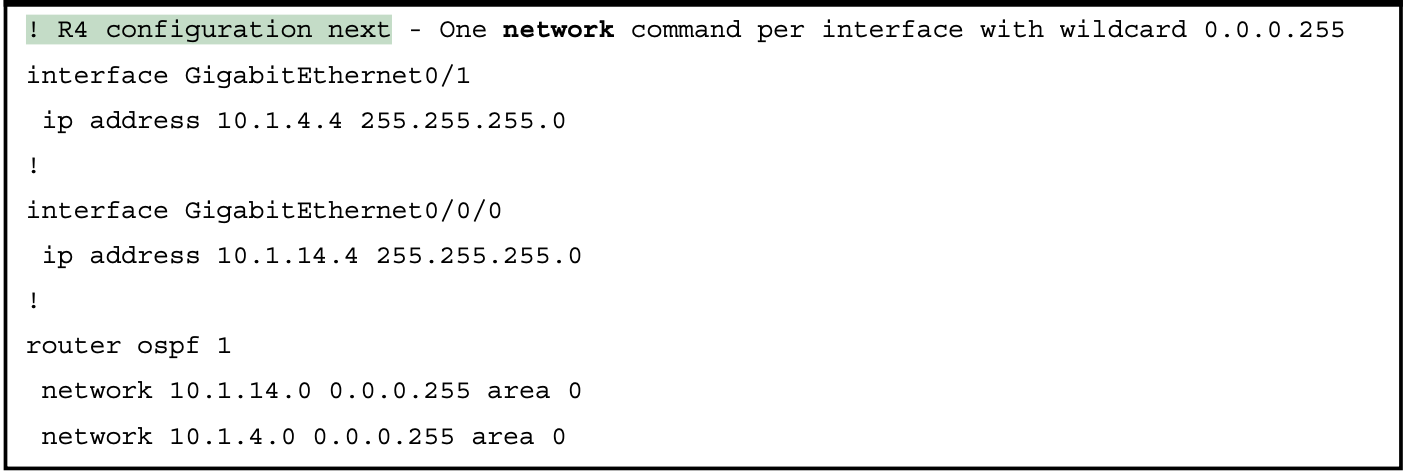 ! R4 configuration next - One network command per interface with wildcard 0.0.0.255
interface GigabitEthernet0/1
 ip address 10.1.4.4 255.255.255.0
!
interface GigabitEthernet0/0/0
 ip address 10.1.14.4 255.255.255.0
!
router ospf 1
 network 10.1.14.0 0.0.0.255 area 0
 network 10.1.4.0 0.0.0.255 area 0